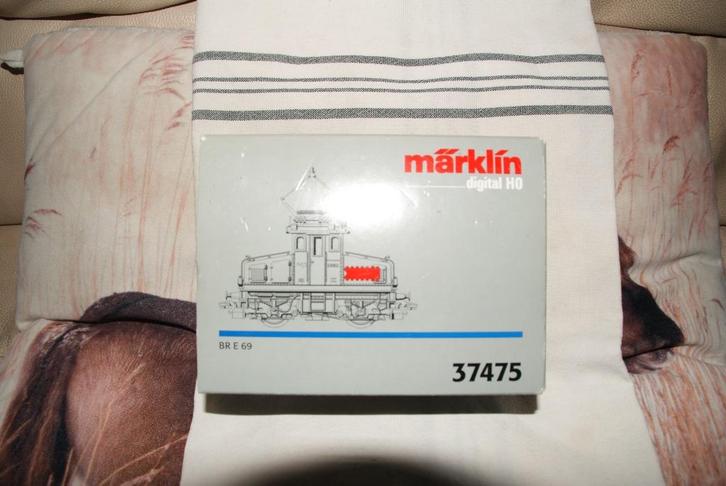 märklin
digital H0
BR E 69
37475